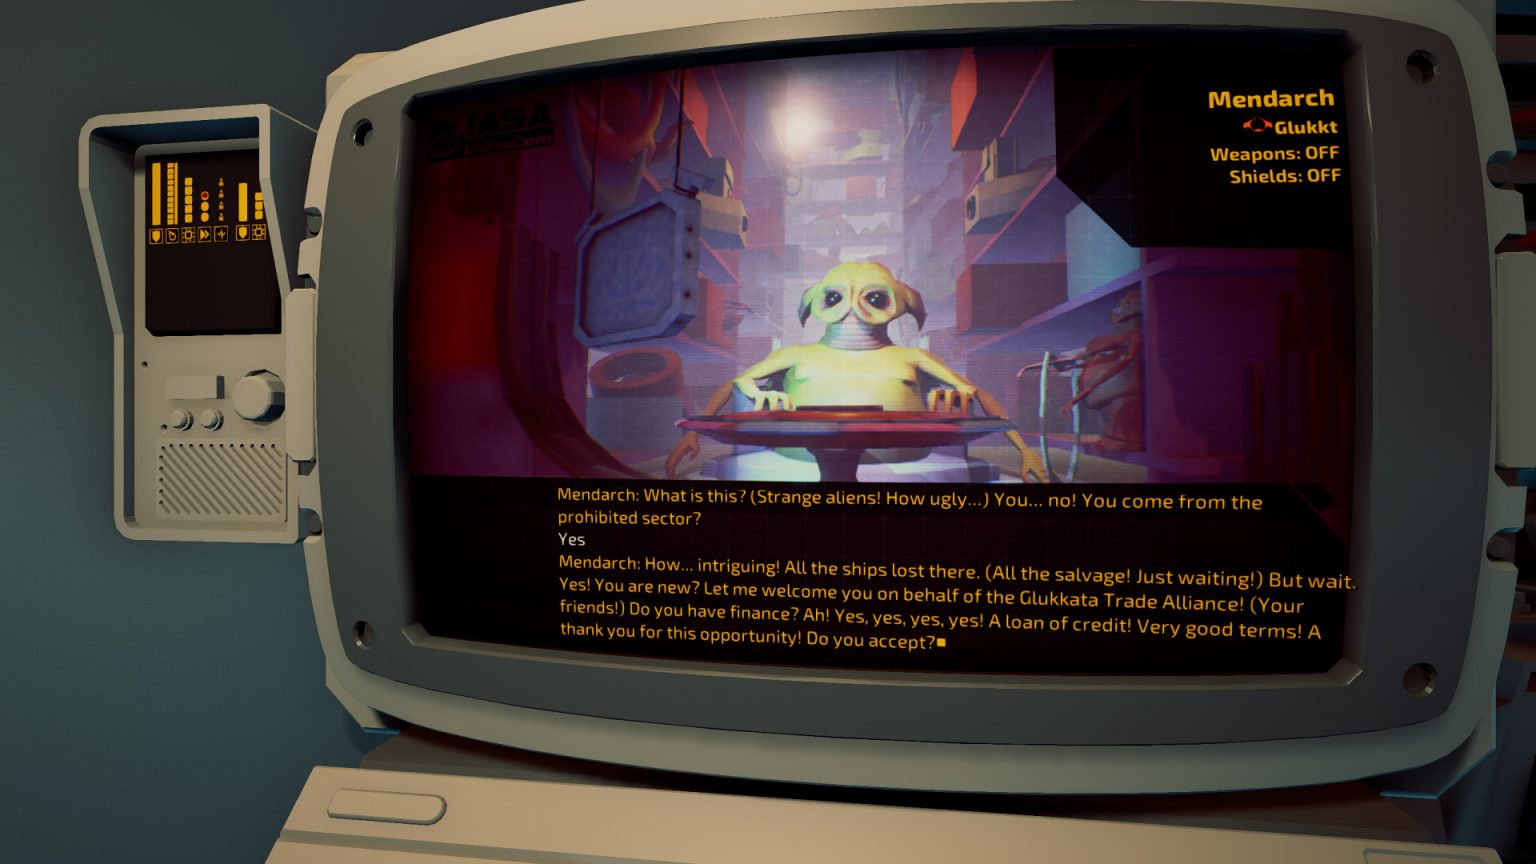 IASA
TransCom
Mendarch
Glukkt
Weapons: OFF
Shields: OFF
Mendarch: What is this? (Strange aliens! How ugly...) You... no! You come from the
prohibited sector?
Yes
Mendarch: How... intriguing! All the ships lost there. (All the salvage! Just waiting!) But wait.
Yes! You are new? Let me welcome you on behalf of the Glukkata Trade Alliance! (Your
friends!) Do you have finance? Ah! Yes, yes, yes, yes! A loan of credit! Very good terms! A
thank you for this opportunity! Do you accept?